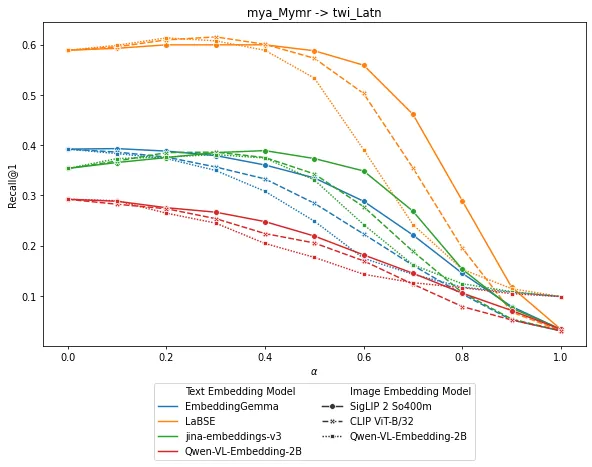 mya_Mymr -> twi_Latn
Recall@1
0.6
0.5
0.4
0.3
0.2
0.1
0.0 0.2 0.4 0.6 0.8 1.0
α
Text Embedding Model Image Embedding Model
EmbeddingGemma SigLIP 2 So400m
LaBSE CLIP ViT-B/32
jina-embeddings-v3 Qwen-VL-Embedding-2B
Qwen-VL-Embedding-2B